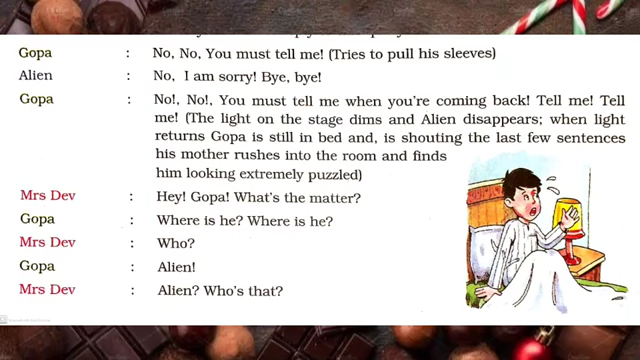 Gopa : No, No, You must tell me! (Tries to pull his sleeves)
Alien : No, I am sorry! Bye, bye!
Gopa : No!, No!, You must tell me when you're coming back! Tell me! Tell
me! (The light on the stage dims and Alien disappears; when light
returns Gopa is still in bed and, is shouting the last few sentences
his mother rushes into the room and finds
him looking extremely puzzled)
Mrs Dev : Hey! Gopa! What's the matter?
Gopa : Where is he? Where is he?
Mrs Dev : Who?
Gopa : Alien!
Mrs Dev : Alien? Who's that?